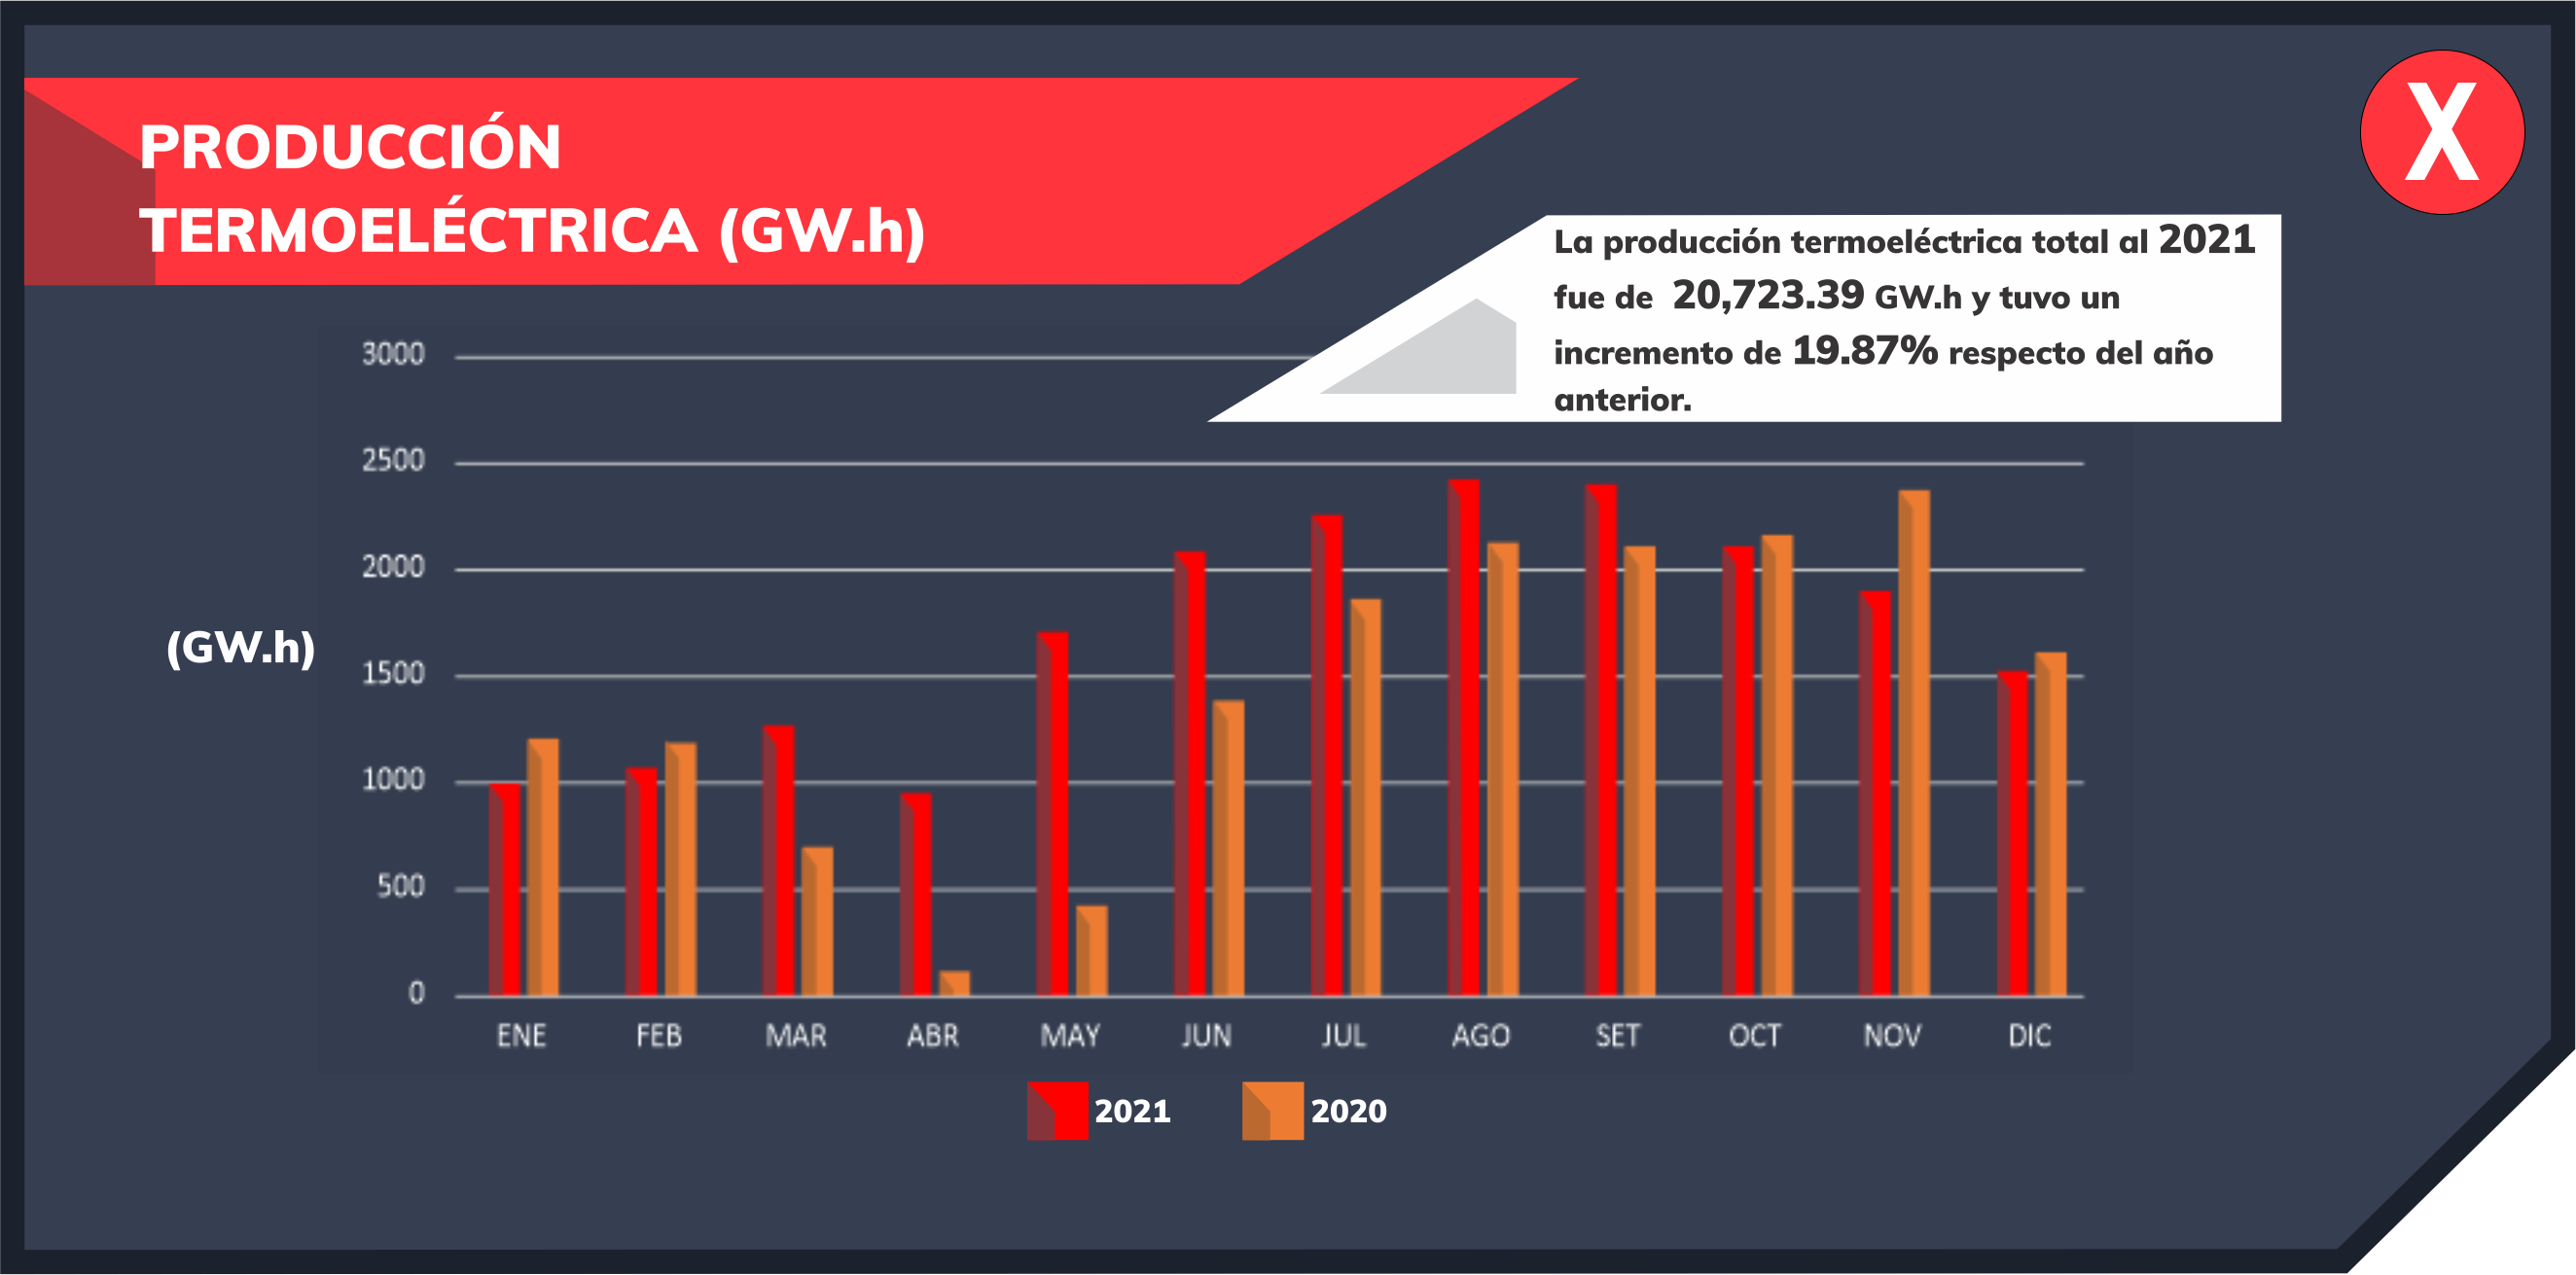 PRODUCCIÓN
TERMOELÉCTRICA (GW.h)
X
La producción termoeléctrica total al 2021
fue de 20,723.39 GW.h y tuvo un
incremento de 19.87% respecto del año
anterior.
3000
2500
2000
(GW.h)
1500
1000
500
0
ENE FEB MAR ABR MAY JUN JUL AGO SET OCT NOV DIC
2021 2020